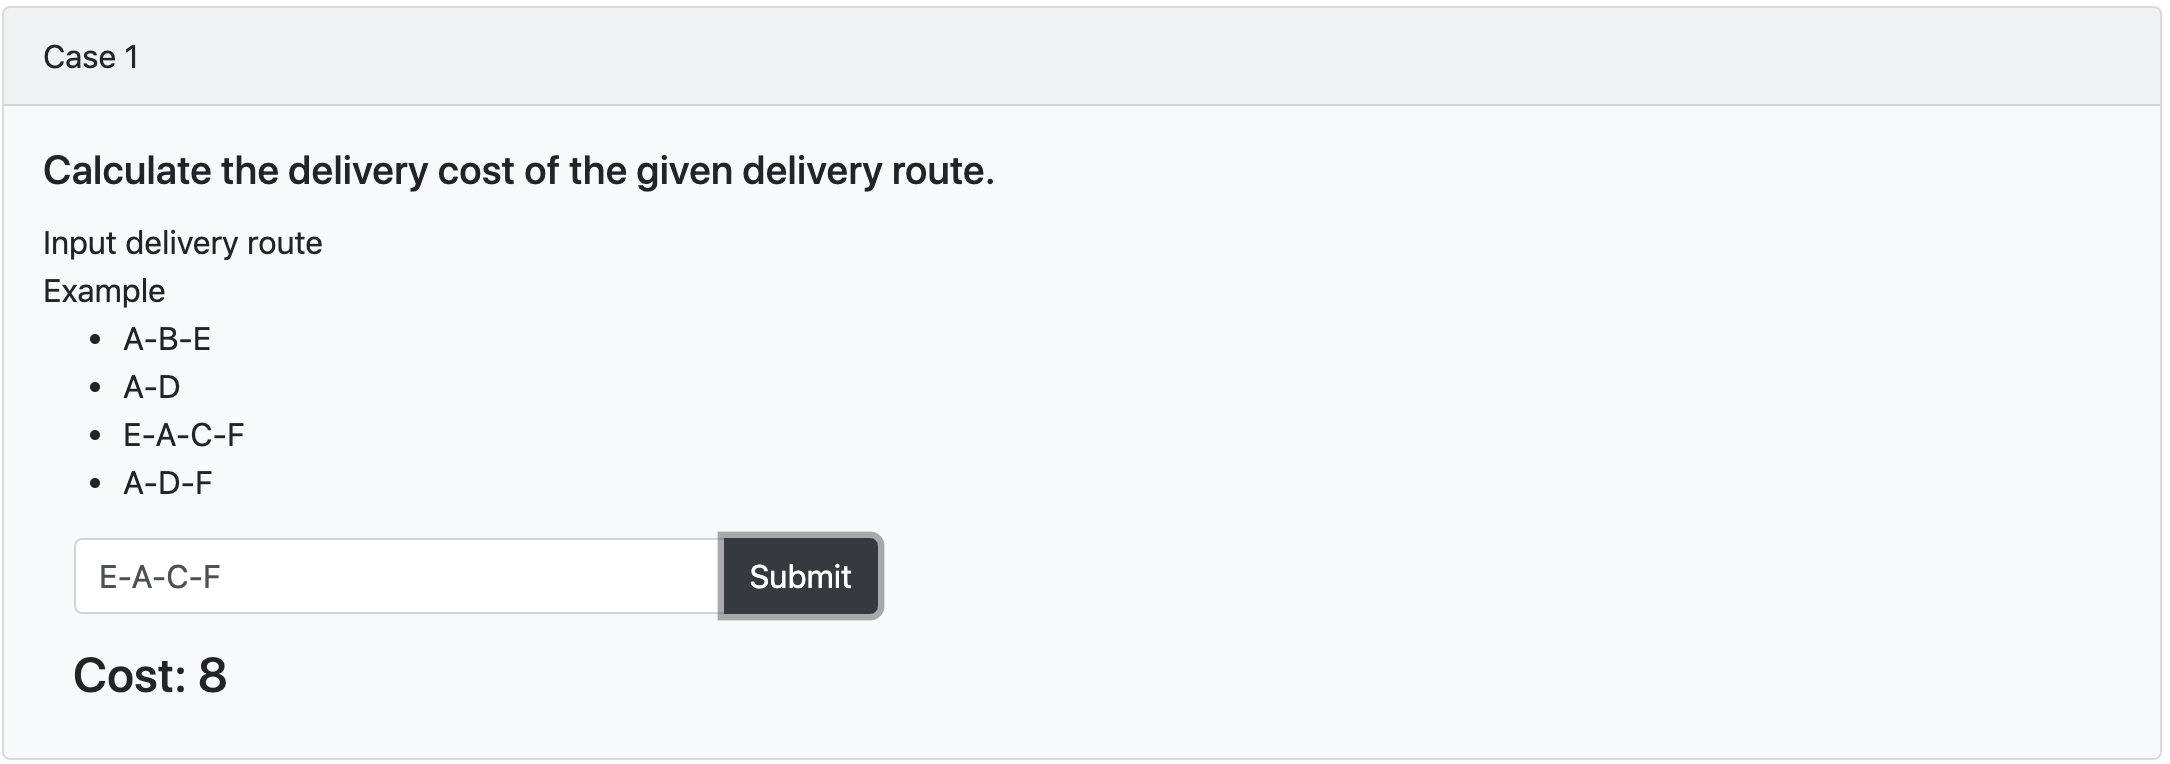 Case 1
Calculate the delivery cost of the given delivery route.
Input delivery route
Example
• A-B-E
• A-D
• E-A-C-F
• A-D-F
E-A-C-F Submit
Cost: 8